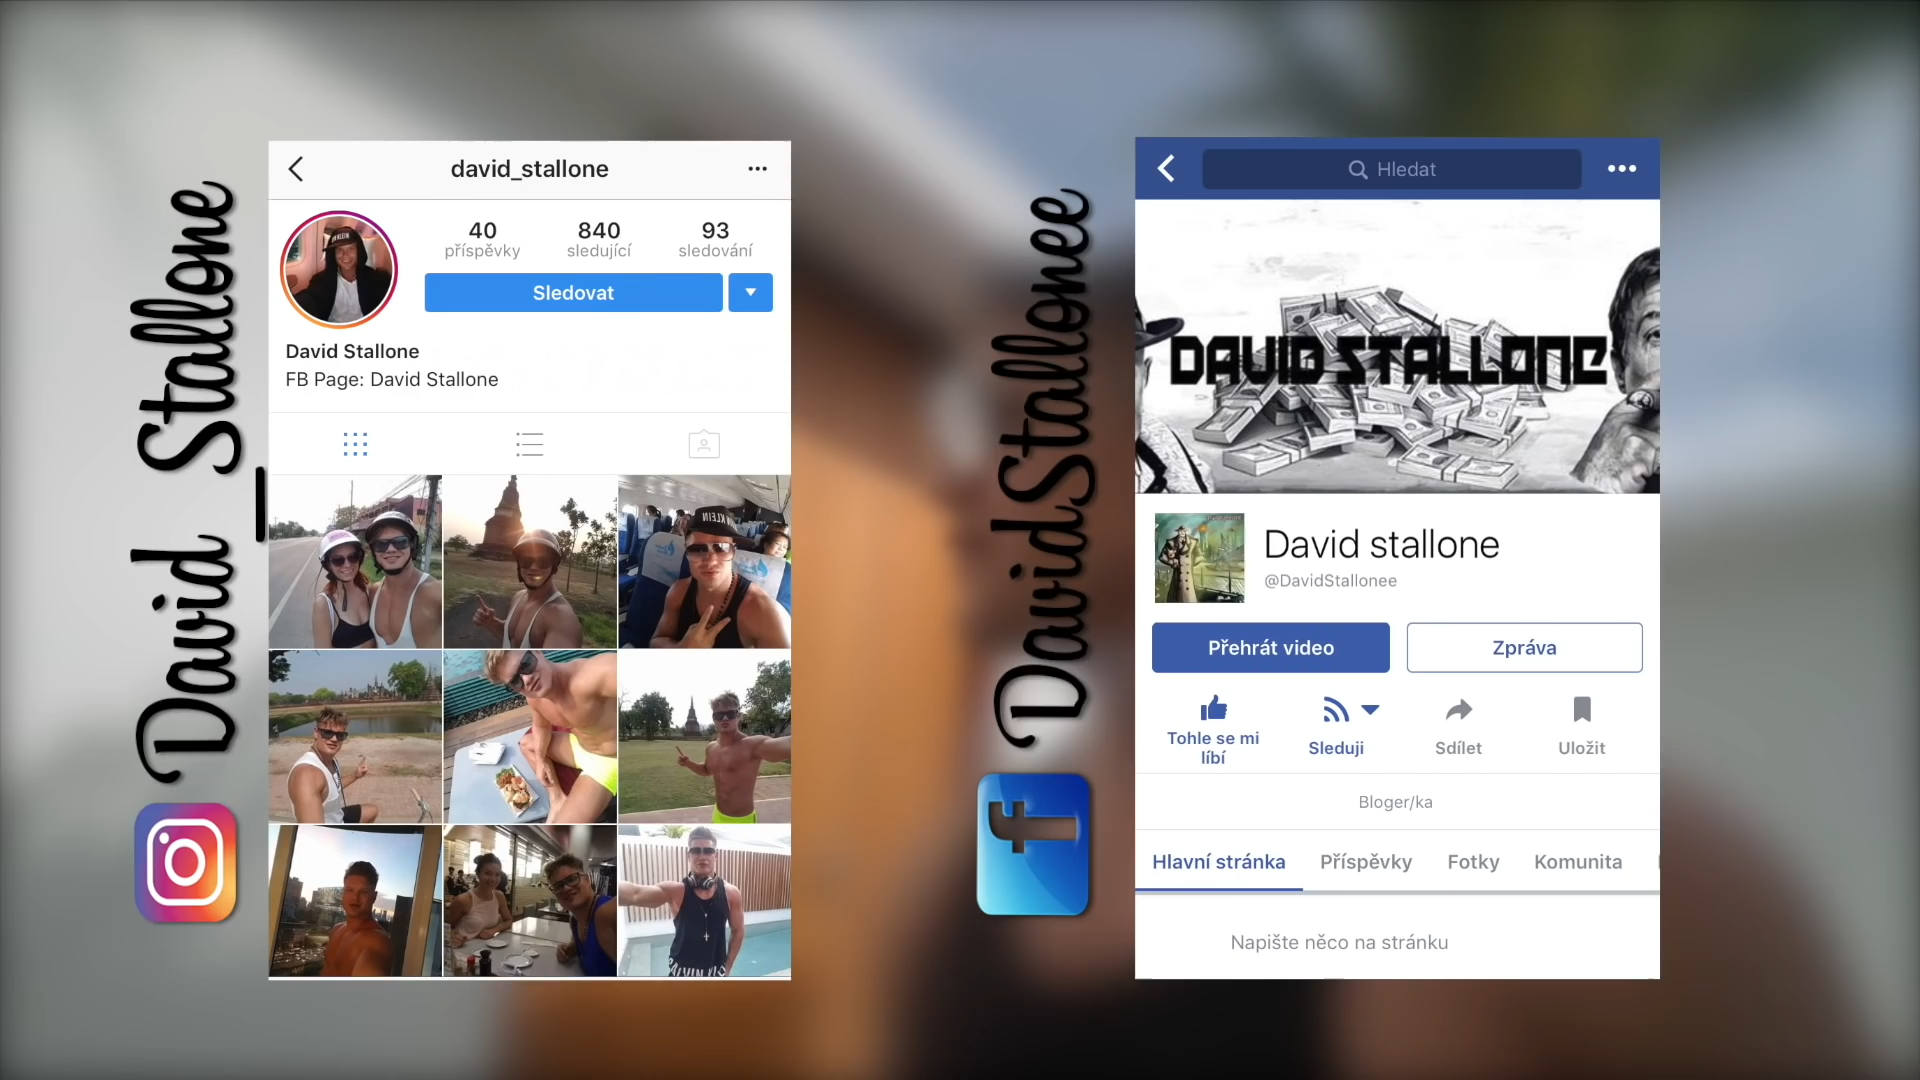 David_Stallone
david_stallone
40
příspěvky
840
sledující
93
sledování
Sledovat
David Stallone
FB Page: David Stallone
DavidStallonee
Hledat
DAVID STALLONE
David stallone
@DavidStallonee
Přehrát video
Zpráva
Tohle se mi
líbí
Sleduji
Sdílet
Uložit
Bloger/ka
Hlavní stránka
Příspěvky
Fotky
Komunita
Napište něco na stránku